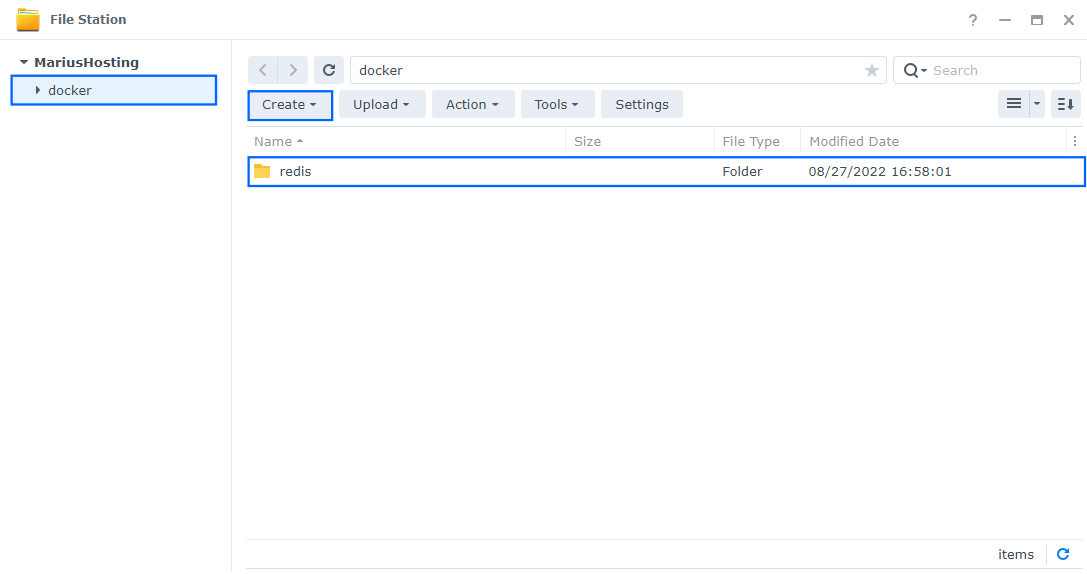 File Station
?
MariusHosting
docker
docker
Search
Create
Upload
Action
Tools
Settings
Name Size File Type Modified Date
redis Folder 08/27/2022 16:58:01
items